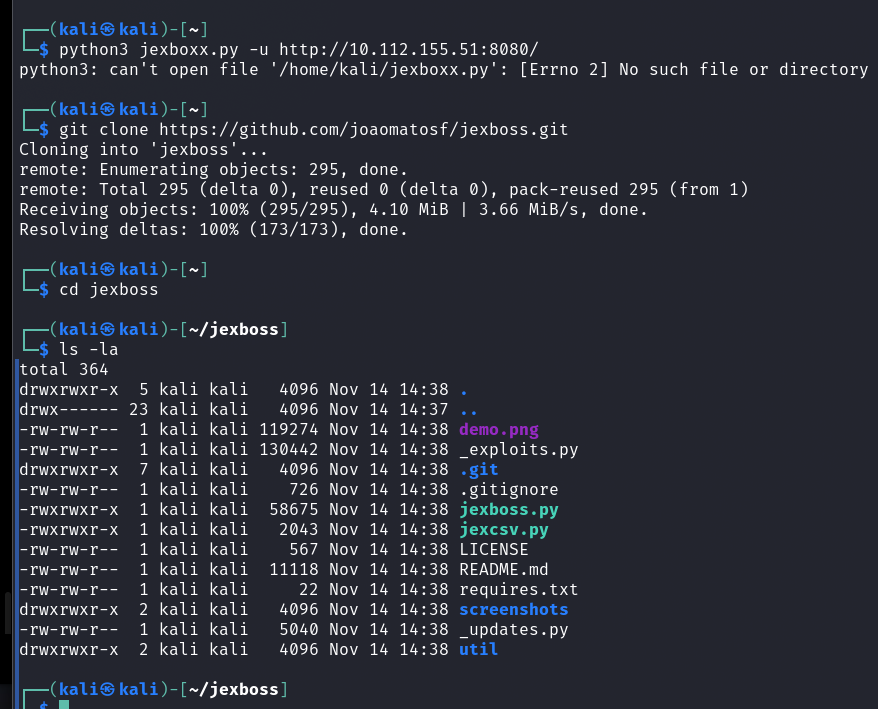 ┌──(kali㉿kali)-[~]
└─$ python3 jexboxx.py -u http://10.112.155.51:8080/
python3: can't open file '/home/kali/jexboxx.py': [Errno 2] No such file or directory
┌──(kali㉿kali)-[~]
└─$ git clone https://github.com/joaomatosf/jexboss.git
Cloning into 'jexboss'...
remote: Enumerating objects: 295, done.
remote: Total 295 (delta 0), reused 0 (delta 0), pack-reused 295 (from 1)
Receiving objects: 100% (295/295), 4.10 MiB | 3.66 MiB/s, done.
Resolving deltas: 100% (173/173), done.
┌──(kali㉿kali)-[~]
└─$ cd jexboss
┌──(kali㉿kali)-[~/jexboss]
└─$ ls -la
total 364
drwxrwxr-x  5 kali kali   4096 Nov 14 14:38 .
drwx------ 23 kali kali   4096 Nov 14 14:37 ..
-rw-rw-r--  1 kali kali 119274 Nov 14 14:38 demo.png
-rw-rw-r--  1 kali kali 130442 Nov 14 14:38 _exploits.py
drwxrwxr-x  7 kali kali   4096 Nov 14 14:38 .git
-rw-rw-r--  1 kali kali    726 Nov 14 14:38 .gitignore
-rwxrwxr-x  1 kali kali  58675 Nov 14 14:38 jexboss.py
-rwxrwxr-x  1 kali kali   2043 Nov 14 14:38 jexcsv.py
-rw-rw-r--  1 kali kali    567 Nov 14 14:38 LICENSE
-rw-rw-r--  1 kali kali  11118 Nov 14 14:38 README.md
-rw-rw-r--  1 kali kali     22 Nov 14 14:38 requires.txt
drwxrwxr-x  2 kali kali   4096 Nov 14 14:38 screenshots
-rw-rw-r--  1 kali kali   5040 Nov 14 14:38 _updates.py
drwxrwxr-x  2 kali kali   4096 Nov 14 14:38 util
┌──(kali㉿kali)-[~/jexboss]
└─$